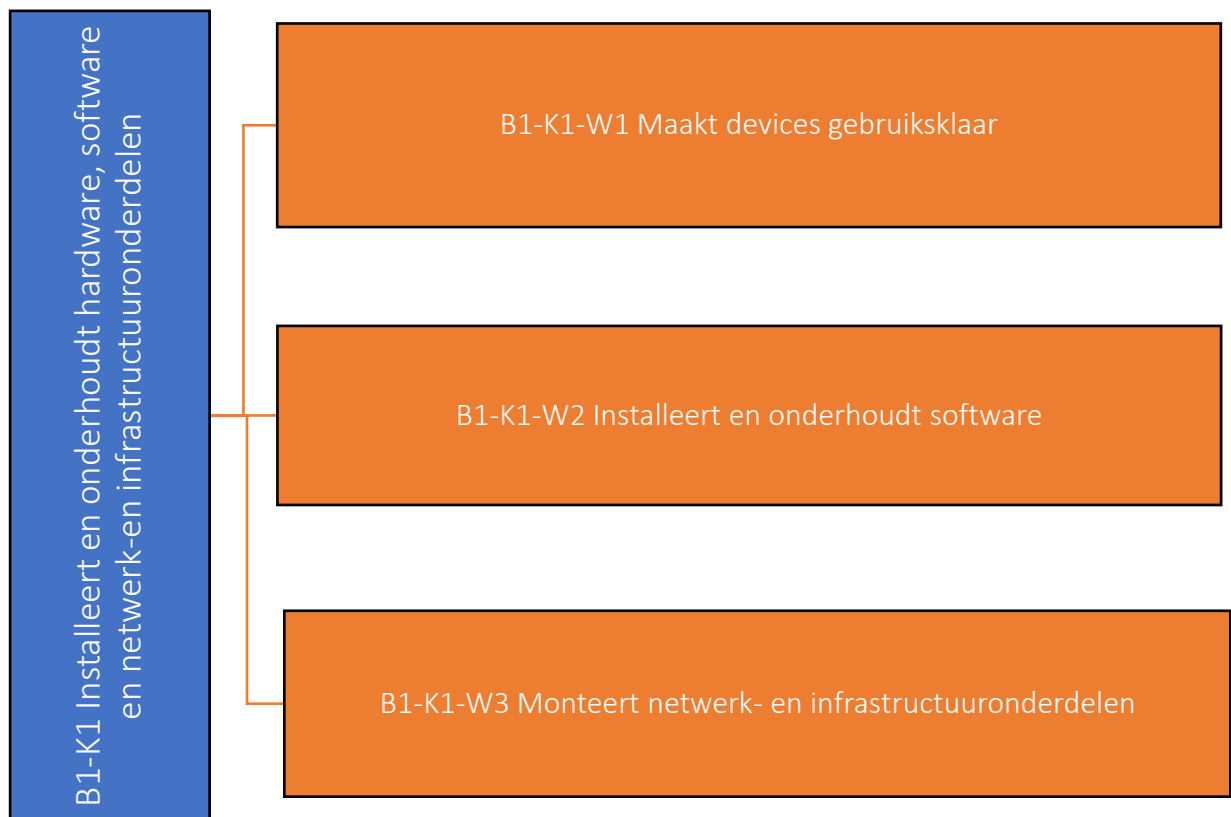 B1-K1 Installeert en onderhoudt hardware, software
en netwerk-en infrastructuuronderdelen
B1-K1-W1 Maakt devices gebruiksklaar
B1-K1-W2 Installeert en onderhoudt software
B1-K1-W3 Monteert netwerk- en infrastructuuronderdelen